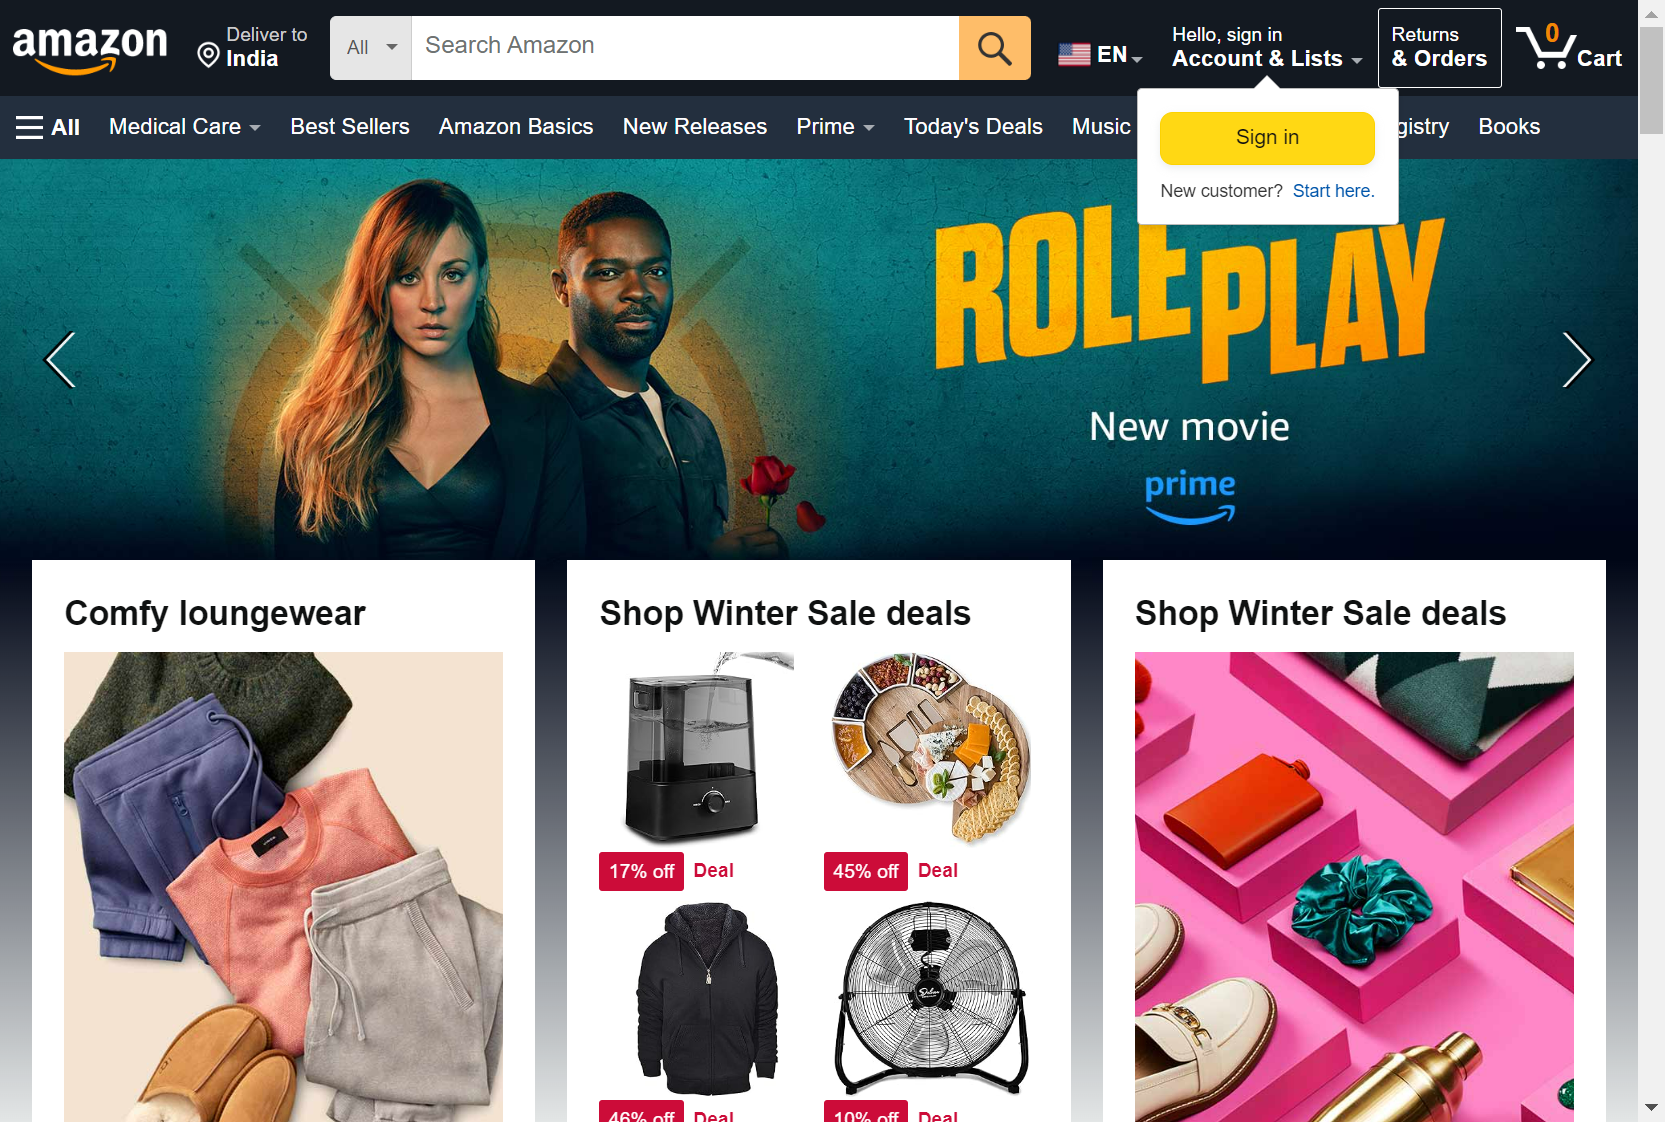 amazon
Deliver to
India
All
Search Amazon
EN
Hello, sign in
Account & Lists
Returns
& Orders
0
Cart
All
Medical Care
Best Sellers
Amazon Basics
New Releases
Prime
Today's Deals
Music
gistry
Books
Sign in
New customer? Start here.
ROLE PLAY
New movie
prime
Comfy loungewear
Shop Winter Sale deals
17% off Deal
45% off Deal
46% off Deal
10% off Deal
Shop Winter Sale deals